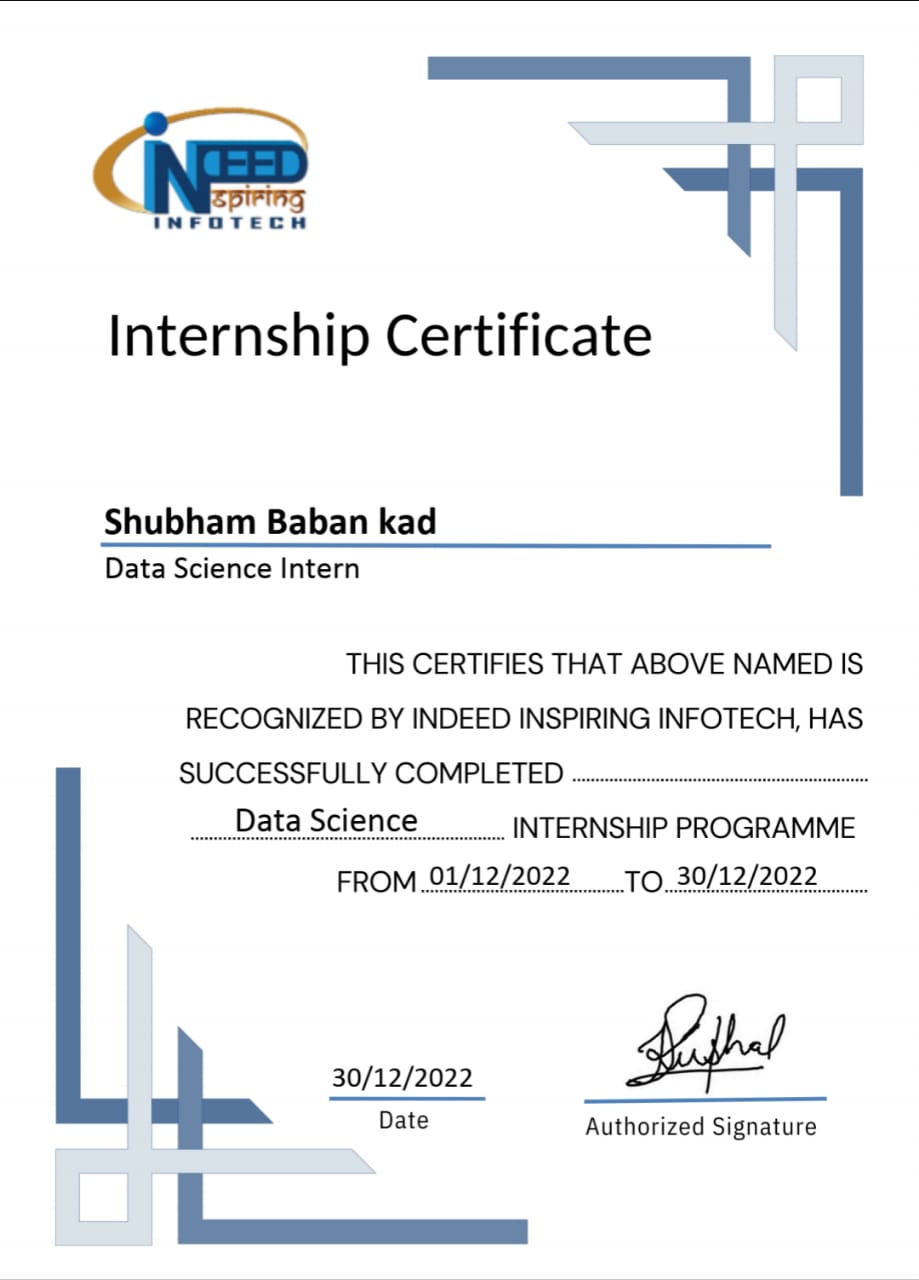 INDEED
Nspiring
INFOTECH
Internship Certificate
Shubham Baban kad
Data Science Intern
THIS CERTIFIES THAT ABOVE NAMED IS
RECOGNIZED BY INDEED INSPIRING INFOTECH, HAS
SUCCESSFULLY COMPLETED ..........
Data Science INTERNSHIP PROGRAMME
FROM 01/12/2022 TO 30/12/2022
30/12/2022
Date
Authorized Signature